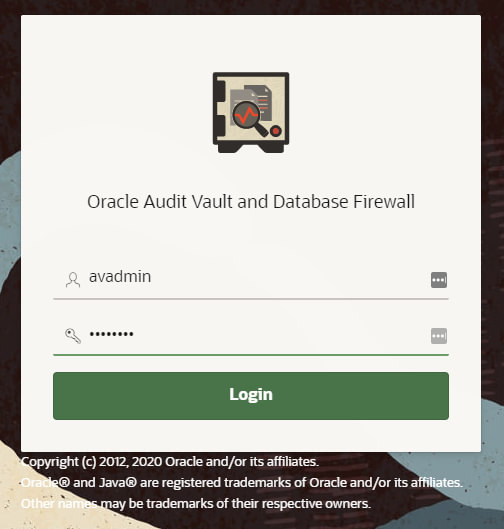 Oracle Audit Vault and Database Firewall
avadmin
••••••••
Login
Copyright (c) 2012, 2020 Oracle and/or its affiliates.
Oracle® and Java® are registered trademarks of Oracle and/or its affiliates.
Other names may be trademarks of their respective owners.